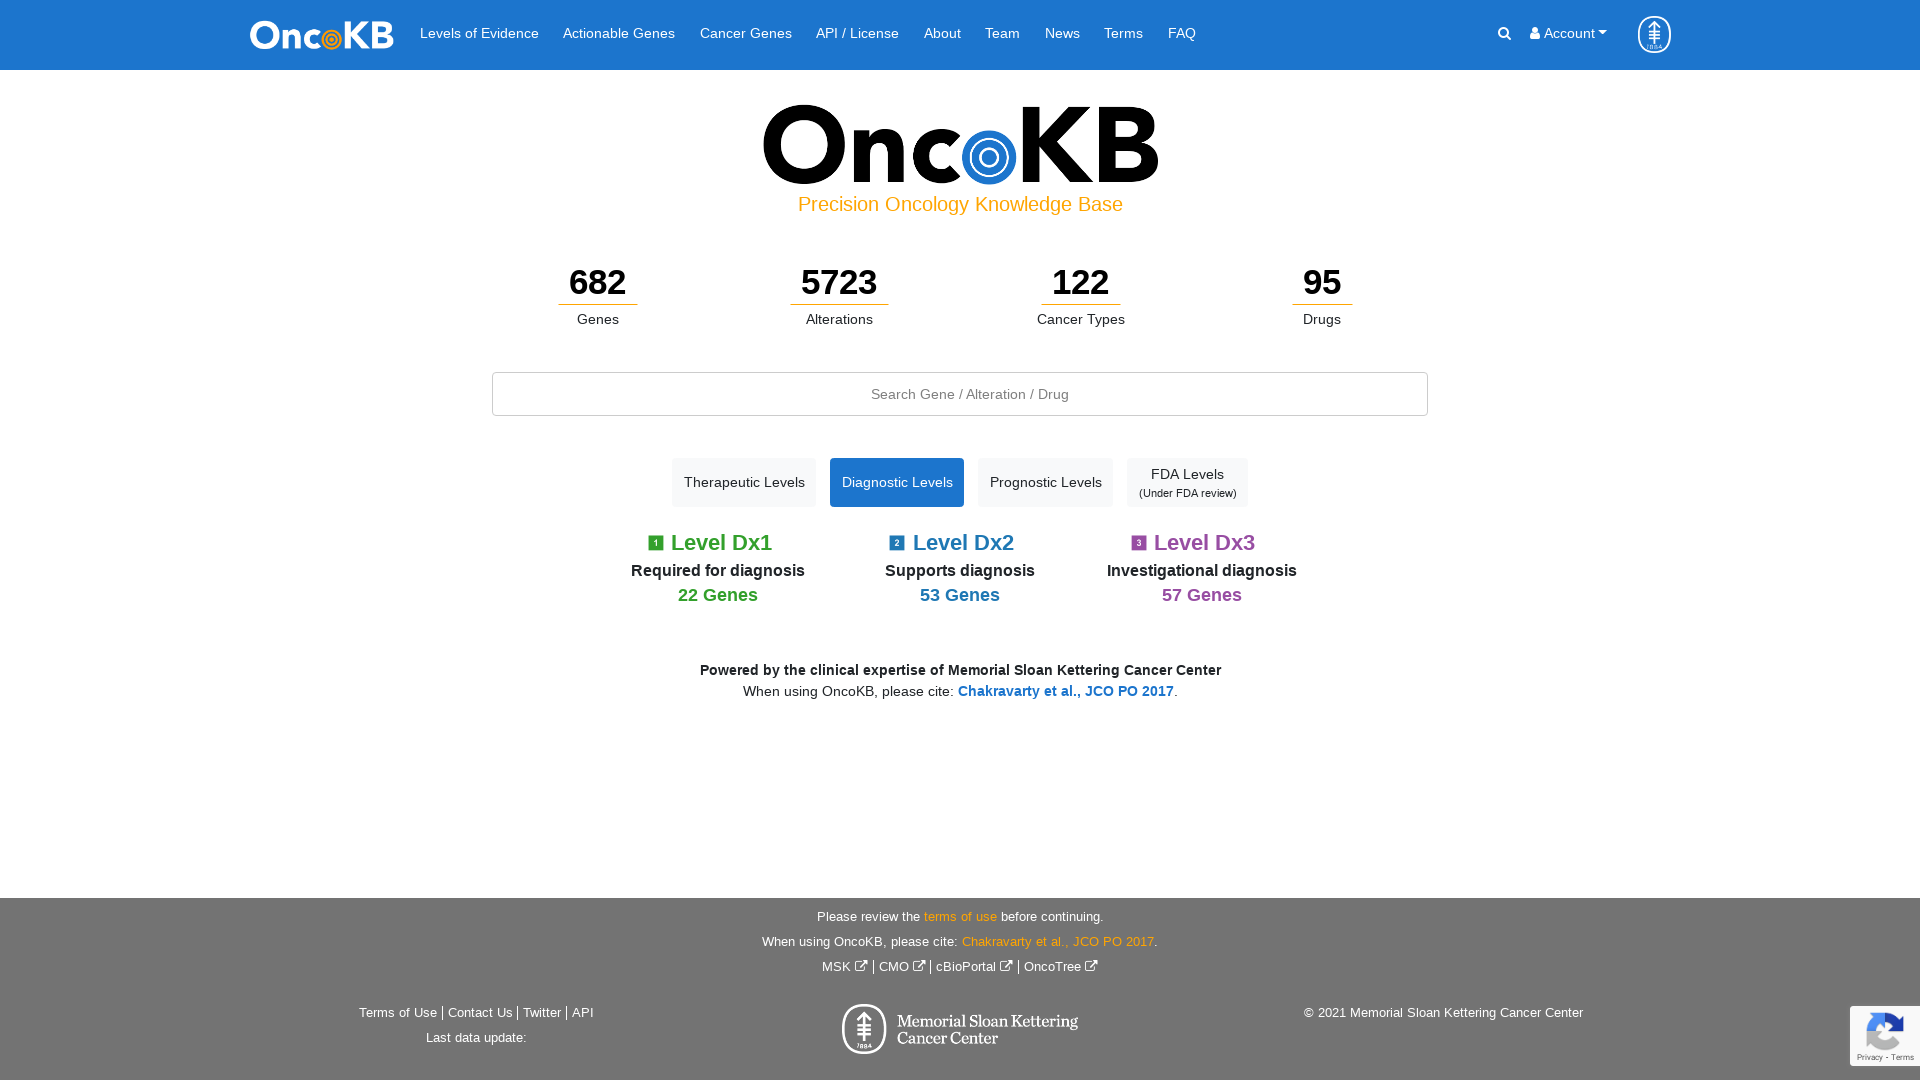 OncoKB Levels of Evidence Actionable Genes Cancer Genes API / License About Team News Terms FAQ Account
1884
OncoKB
Precision Oncology Knowledge Base
682 5723 122 95
Genes Alterations Cancer Types Drugs
Search Gene / Alteration / Drug
Therapeutic Levels Diagnostic Levels Prognostic Levels FDA Levels
(Under FDA review)
1 Level Dx1 2 Level Dx2 3 Level Dx3
Required for diagnosis Supports diagnosis Investigational diagnosis
22 Genes 53 Genes 57 Genes
Powered by the clinical expertise of Memorial Sloan Kettering Cancer Center
When using OncoKB, please cite: Chakravarty et al., JCO PO 2017.
Please review the terms of use before continuing.
When using OncoKB, please cite: Chakravarty et al., JCO PO 2017.
MSK | CMO | cBioPortal | OncoTree
Terms of Use | Contact Us | Twitter | API
Last data update:
1884
Memorial Sloan Kettering
Cancer Center
© 2021 Memorial Sloan Kettering Cancer Center
Privacy - Terms